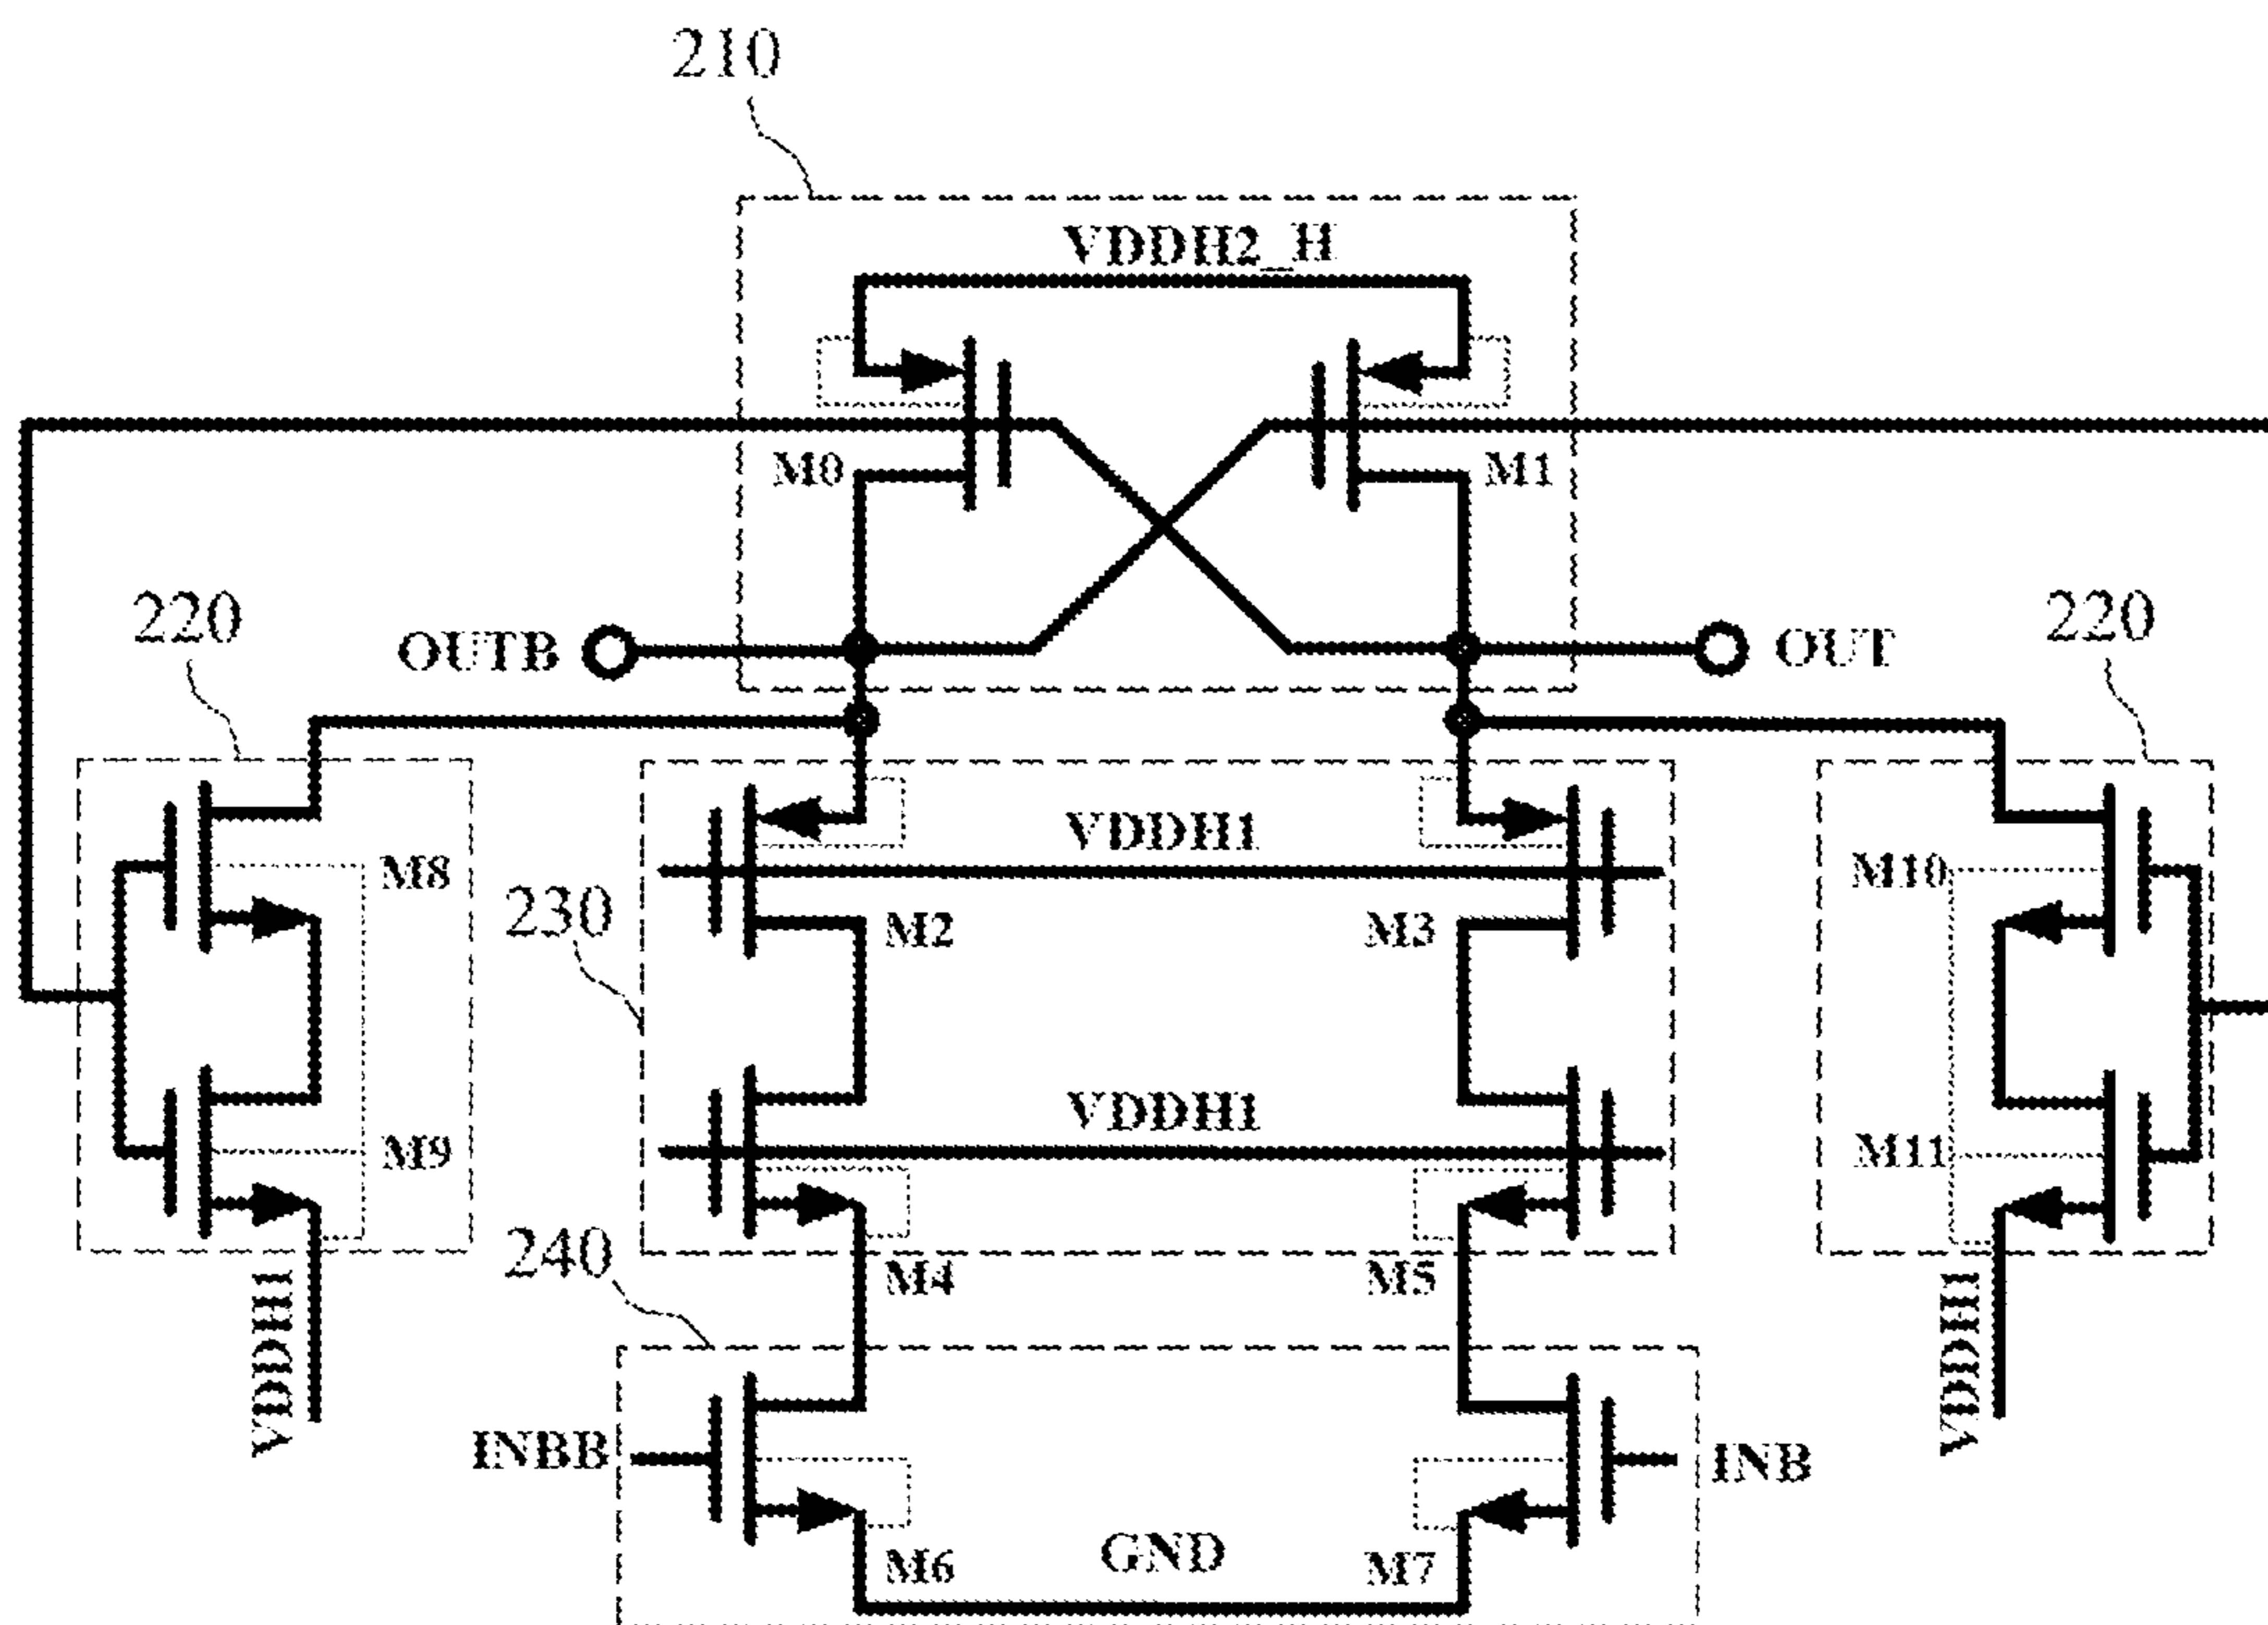 210
VDDH2_H
M0
M1
220
OUTB
OUT
220
M8
VDDH1
M10
230
M2
M3
M9
VDDH1
M11
240
M4
M5
VDDH1
VDDH1
INBB
INB
M6
GND
M7